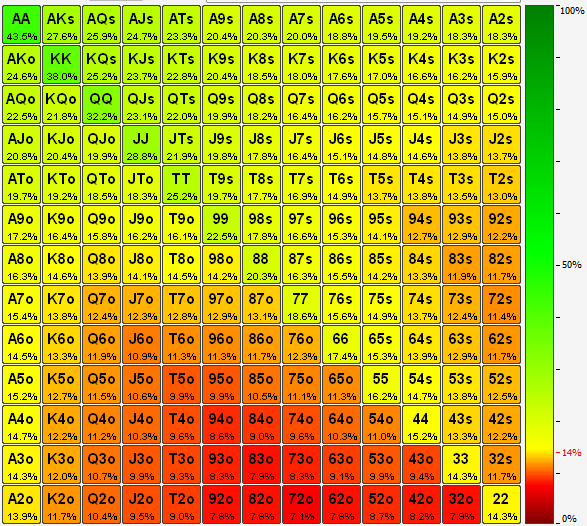 AA AKs AQs AJs ATs A9s A8s A7s A6s A5s A4s A3s A2s
43.5% 27.6% 25.9% 24.7% 23.3% 20.4% 20.3% 20.0% 18.8% 19.5% 19.2% 18.3% 18.3%
AKo KK KQs KJs KTs K9s K8s K7s K6s K5s K4s K3s K2s
24.6% 38.0% 25.2% 23.7% 22.8% 20.4% 18.5% 18.0% 17.6% 17.0% 16.6% 16.2% 15.9%
AQo KQo QQ QJs QTs Q9s Q8s Q7s Q6s Q5s Q4s Q3s Q2s
22.5% 21.8% 32.2% 23.1% 22.0% 19.9% 18.2% 16.4% 16.2% 15.7% 15.1% 14.9% 15.0%
AJo KJo QJo JJ JTs J9s J8s J7s J6s J5s J4s J3s J2s
20.8% 20.4% 19.9% 28.8% 21.9% 19.8% 17.8% 16.4% 15.1% 14.8% 14.6% 13.8% 13.7%
ATo KTo QTo JTo TT T9s T8s T7s T6s T5s T4s T3s T2s
19.7% 19.2% 18.5% 18.3% 25.2% 19.7% 17.7% 16.9% 14.9% 13.7% 13.8% 13.5% 13.0%
A9o K9o Q9o J9o T9o 99 98s 97s 96s 95s 94s 93s 92s
17.2% 16.4% 15.8% 16.2% 16.1% 22.5% 17.8% 16.6% 15.3% 14.1% 12.7% 12.9% 12.2%
A8o K8o Q8o J8o T8o 98o 88 87s 86s 85s 84s 83s 82s
16.3% 14.6% 13.9% 14.1% 14.5% 14.2% 20.3% 16.3% 15.5% 14.2% 13.3% 11.9% 11.7%
A7o K7o Q7o J7o T7o 97o 87o 77 76s 75s 74s 73s 72s
15.4% 13.8% 12.4% 12.3% 12.8% 12.9% 13.1% 18.6% 15.6% 14.9% 13.7% 12.4% 11.4%
A6o K6o Q6o J6o T6o 96o 86o 76o 66 65s 64s 63s 62s
14.5% 13.3% 11.9% 10.9% 11.3% 11.3% 11.7% 12.3% 17.4% 15.3% 13.9% 12.9% 11.7%
A5o K5o Q5o J5o T5o 95o 85o 75o 65o 55 54s 53s 52s
15.2% 12.7% 11.5% 10.6% 9.9% 9.9% 10.5% 11.1% 11.3% 16.2% 14.7% 13.8% 12.5%
A4o K4o Q4o J4o T4o 94o 84o 74o 64o 54o 44 43s 42s
14.7% 12.2% 11.2% 10.3% 9.6% 8.6% 9.0% 9.6% 10.3% 11.0% 15.2% 13.3% 12.2%
A3o K3o Q3o J3o T3o 93o 83o 73o 63o 53o 43o 33 32s
14.3% 12.0% 10.7% 9.9% 9.3% 8.3% 7.9% 8.3% 9.1% 9.9% 9.4% 14.3% 11.7%
A2o K2o Q2o J2o T2o 92o 82o 72o 62o 52o 42o 32o 22
13.9% 11.7% 10.4% 9.5% 9.0% 7.8% 7.6% 7.1% 7.8% 8.7% 8.2% 7.9% 14.3%
100%
50%
14%
0%